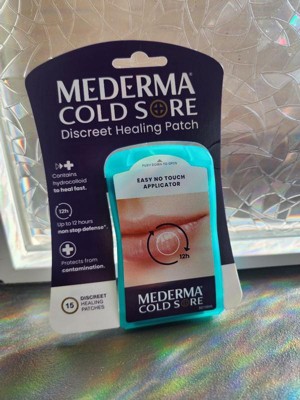 MEDERMA®
COLD SORE
Discreet Healing Patch
Contains
hydrocolloid
to heal fast.
12h
Up to 12 hours
non stop defense*.
Protects from
contamination.
15
DISCREET
HEALING
PATCHES
EASY NO TOUCH
APPLICATOR
12h
MEDERMA®
COLD SORE